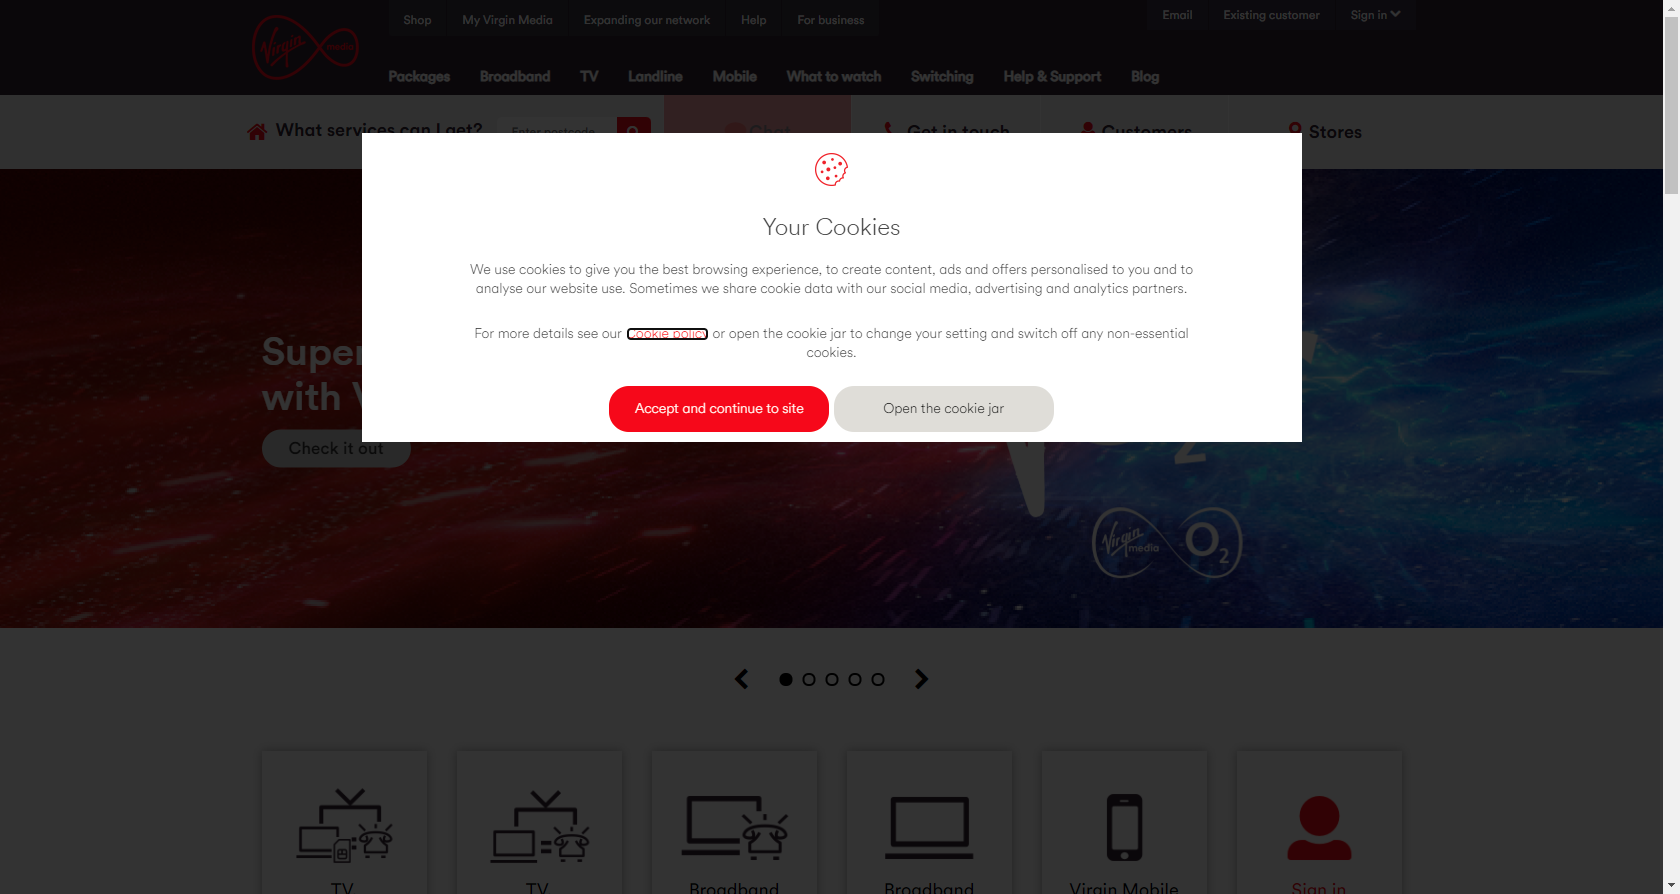 Shop
My Virgin Media
Expanding our network
Help
For business
Email
Existing customer
Sign in
Virgin media
Packages
Broadband
TV
Landline
Mobile
What to watch
Switching
Help & Support
Blog
What services can I get?
Enter postcode
Chat
Get in touch
Customers
Stores
Your Cookies
We use cookies to give you the best browsing experience, to create content, ads and offers personalised to you and to
analyse our website use. Sometimes we share cookie data with our social media, advertising and analytics partners.
For more details see our Cookie policy or open the cookie jar to change your setting and switch off any non-essential
cookies.
Accept and continue to site
Open the cookie jar
with
Check it out
2
Virgin media O2
TV
TV
Broadband
Broadband
Virgin Mobile
Sign in